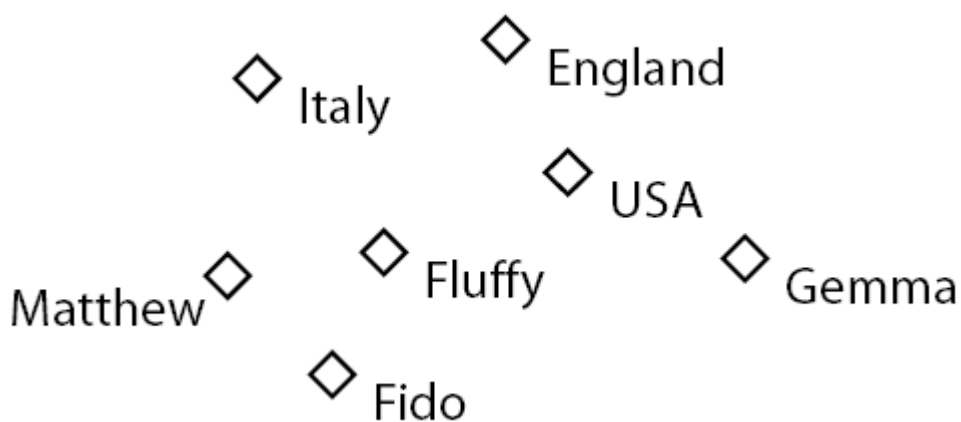 England
Italy
USA
Fluffy
Gemma
Matthew
Fido